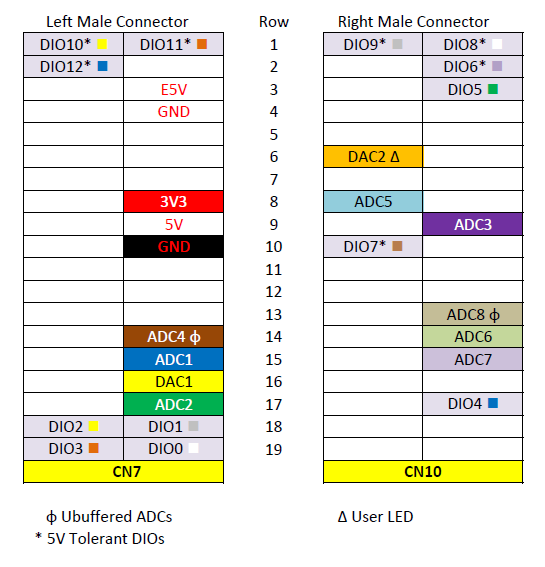 Left Male Connector Row Right Male Connector
DIO10* DIO11* 1 DIO9* DIO8*
DIO12* 2 DIO6*
E5V 3 DIO5
GND 4
5
6 DAC2 Δ
7
3V3 8 ADC5
5V 9 ADC3
GND 10 DIO7*
11
12
13 ADC8 ϕ
ADC4 ϕ 14 ADC6
ADC1 15 ADC7
DAC1 16
ADC2 17 DIO4
DIO2 DIO1 18
DIO3 DIO0 19
CN7 CN10
ϕ Ubuffered ADCs Δ User LED
* 5V Tolerant DIOs